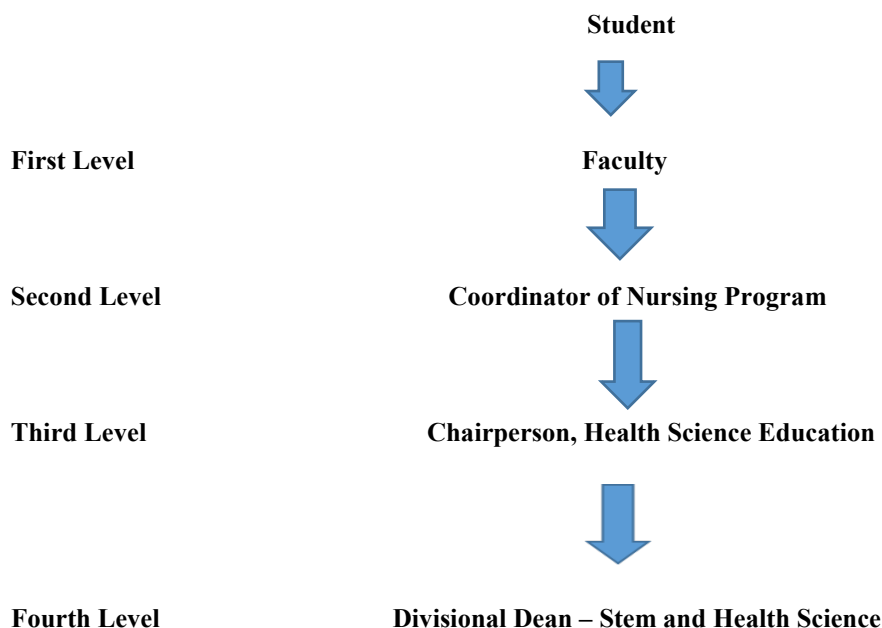 Student
First Level Faculty
Second Level Coordinator of Nursing Program
Third Level Chairperson, Health Science Education
Fourth Level Divisional Dean – Stem and Health Science